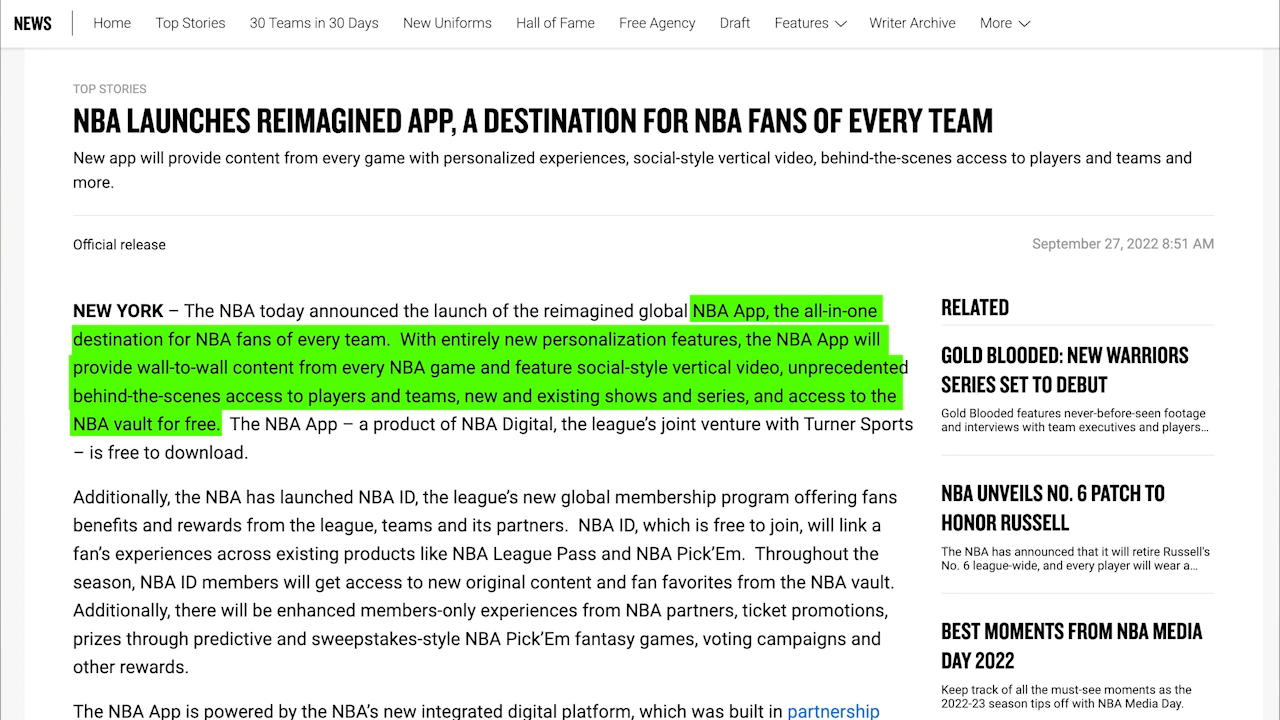 NEWS Home Top Stories 30 Teams in 30 Days New Uniforms Hall of Fame Free Agency Draft Features Writer Archive More
TOP STORIES
NBA LAUNCHES REIMAGINED APP, A DESTINATION FOR NBA FANS OF EVERY TEAM
New app will provide content from every game with personalized experiences, social-style vertical video, behind-the-scenes access to players and teams and
more.
Official release
September 27, 2022 8:51 AM
NEW YORK – The NBA today announced the launch of the reimagined global NBA App, the all-in-one
destination for NBA fans of every team. With entirely new personalization features, the NBA App will
provide wall-to-wall content from every NBA game and feature social-style vertical video, unprecedented
behind-the-scenes access to players and teams, new and existing shows and series, and access to the
NBA vault for free. The NBA App – a product of NBA Digital, the league’s joint venture with Turner Sports
– is free to download.
Additionally, the NBA has launched NBA ID, the league’s new global membership program offering fans
benefits and rewards from the league, teams and its partners. NBA ID, which is free to join, will link a
fan’s experiences across existing products like NBA League Pass and NBA Pick’Em. Throughout the
season, NBA ID members will get access to new original content and fan favorites from the NBA vault.
Additionally, there will be enhanced members-only experiences from NBA partners, ticket promotions,
prizes through predictive and sweepstakes-style NBA Pick’Em fantasy games, voting campaigns and
other rewards.
The NBA App is powered by the NBA’s new integrated digital platform, which was built in partnership
RELATED
GOLD BLOODED: NEW WARRIORS
SERIES SET TO DEBUT
Gold Blooded features never-before-seen footage
and interviews with team executives and players...
NBA UNVEILS NO. 6 PATCH TO
HONOR RUSSELL
The NBA has announced that it will retire Russell's
No. 6 league-wide, and every player will wear a...
BEST MOMENTS FROM NBA MEDIA
DAY 2022
Keep track of all the must-see moments as the
2022-23 season tips off with NBA Media Day.